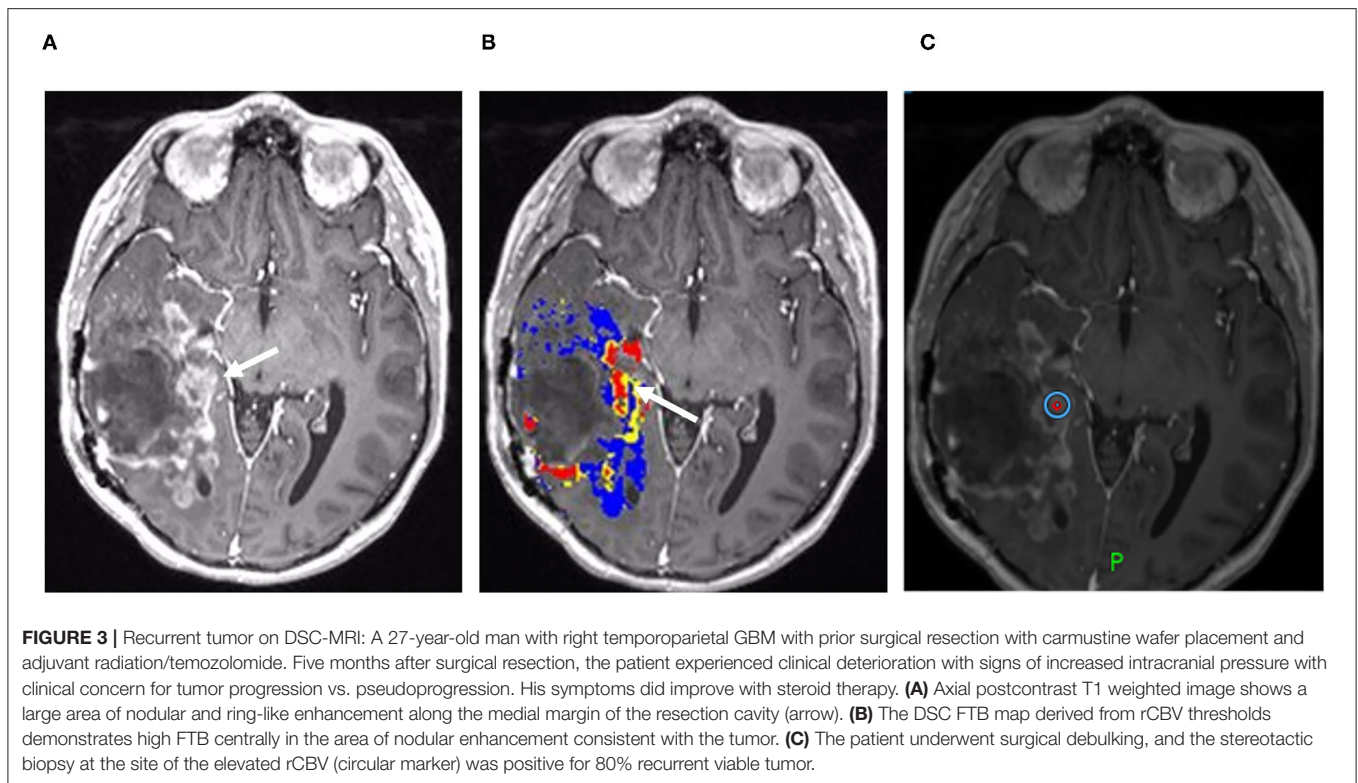 A B C
P
FIGURE 3 | Recurrent tumor on DSC-MRI: A 27-year-old man with right temporoparietal GBM with prior surgical resection with carmustine wafer placement and
adjuvant radiation/temozolomide. Five months after surgical resection, the patient experienced clinical deterioration with signs of increased intracranial pressure with
clinical concern for tumor progression vs. pseudoprogression. His symptoms did improve with steroid therapy. (A) Axial postcontrast T1 weighted image shows a
large area of nodular and ring-like enhancement along the medial margin of the resection cavity (arrow). (B) The DSC FTB map derived from rCBV thresholds
demonstrates high FTB centrally in the area of nodular enhancement consistent with the tumor. (C) The patient underwent surgical debulking, and the stereotactic
biopsy at the site of the elevated rCBV (circular marker) was positive for 80% recurrent viable tumor.